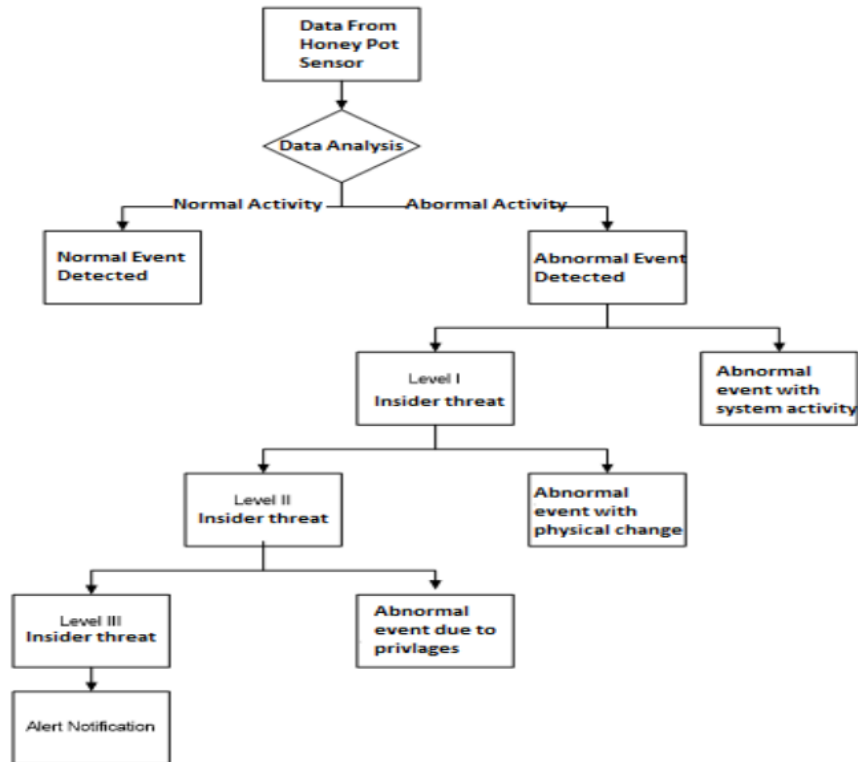 Data From
Honey Pot
Sensor
Data Analysis
Normal Activity
Abormal Activity
Normal Event
Detected
Abnormal Event
Detected
Level I
Insider threat
Abnormal
event with
system activity
Level II
Insider threat
Abnormal
event with
physical change
Level III
Insider threat
Abnormal
event due to
privlages
Alert Notification